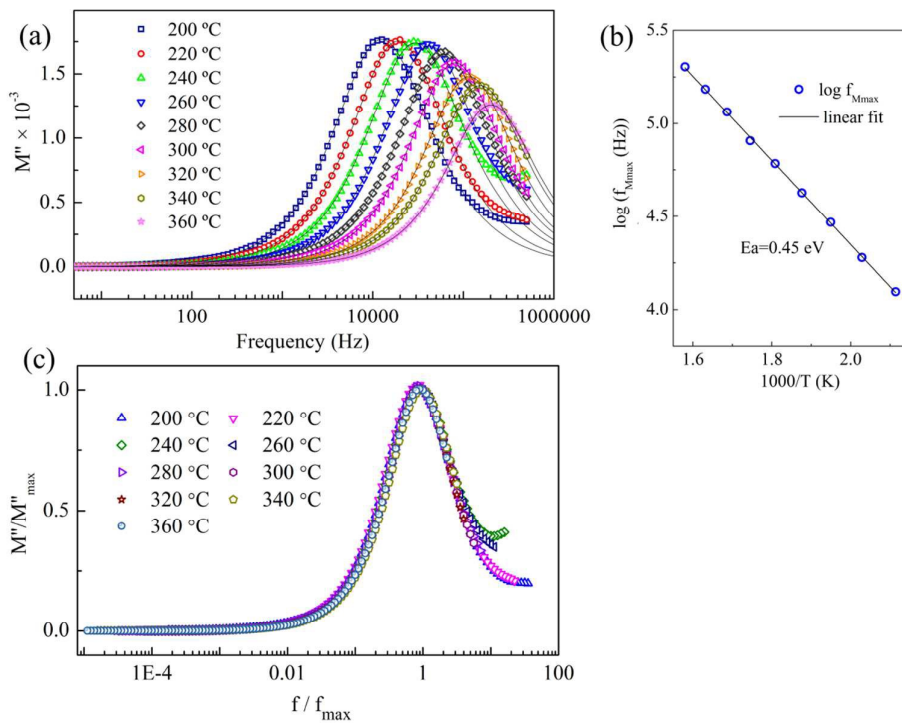 (a)
200 ºC
220 ºC
240 ºC
260 ºC
280 ºC
300 ºC
320 ºC
340 ºC
360 ºC
M" × 10⁻³
1.5
1.0
0.5
0.0
100
10000
1000000
Frequency (Hz)
(b)
5.5
5.0
4.5
4.0
log (f_Mmax (Hz))
log f_Mmax
linear fit
Ea=0.45 eV
1.6
1.8
2.0
1000/T (K)
(c)
200 °C
220 °C
240 °C
260 °C
280 °C
300 °C
320 °C
340 °C
360 °C
M"/M"_max
1.0
0.5
0.0
1E-4
0.01
1
100
f / f_max